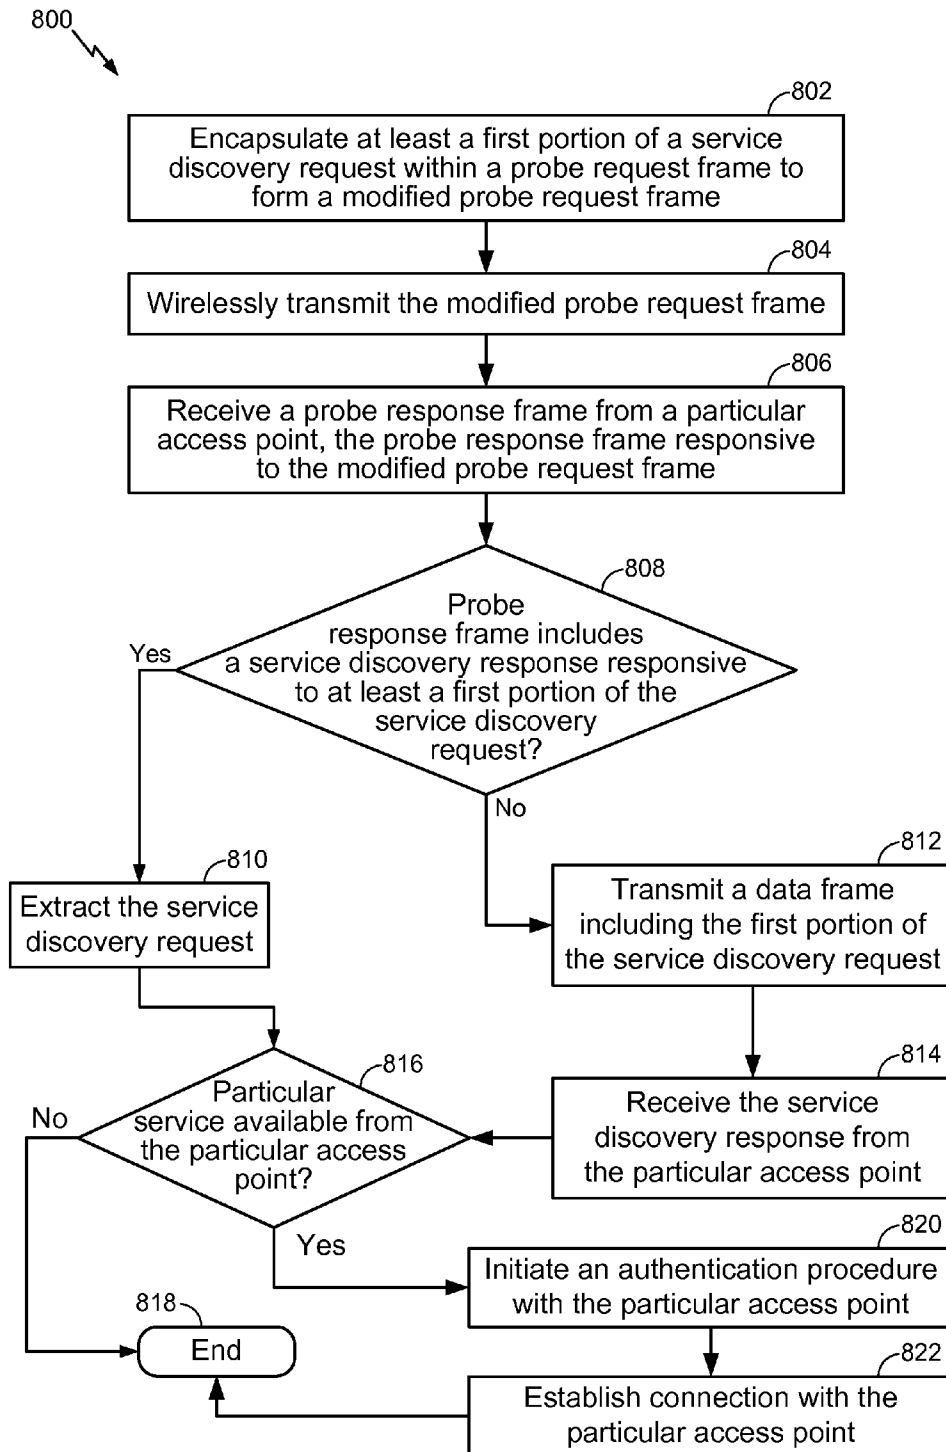 800
802
Encapsulate at least a first portion of a service
discovery request within a probe request frame to
form a modified probe request frame
804
Wirelessly transmit the modified probe request frame
806
Receive a probe response frame from a particular
access point, the probe response frame responsive
to the modified probe request frame
808
Probe
response frame includes
a service discovery response responsive
to at least a first portion of the
service discovery
request?
Yes
No
810
Extract the service
discovery request
812
Transmit a data frame
including the first portion of
the service discovery request
814
Receive the service
discovery response from
the particular access point
816
Particular
service available from
the particular access
point?
No
Yes
820
Initiate an authentication procedure
with the particular access point
818
End
822
Establish connection with the
particular access point